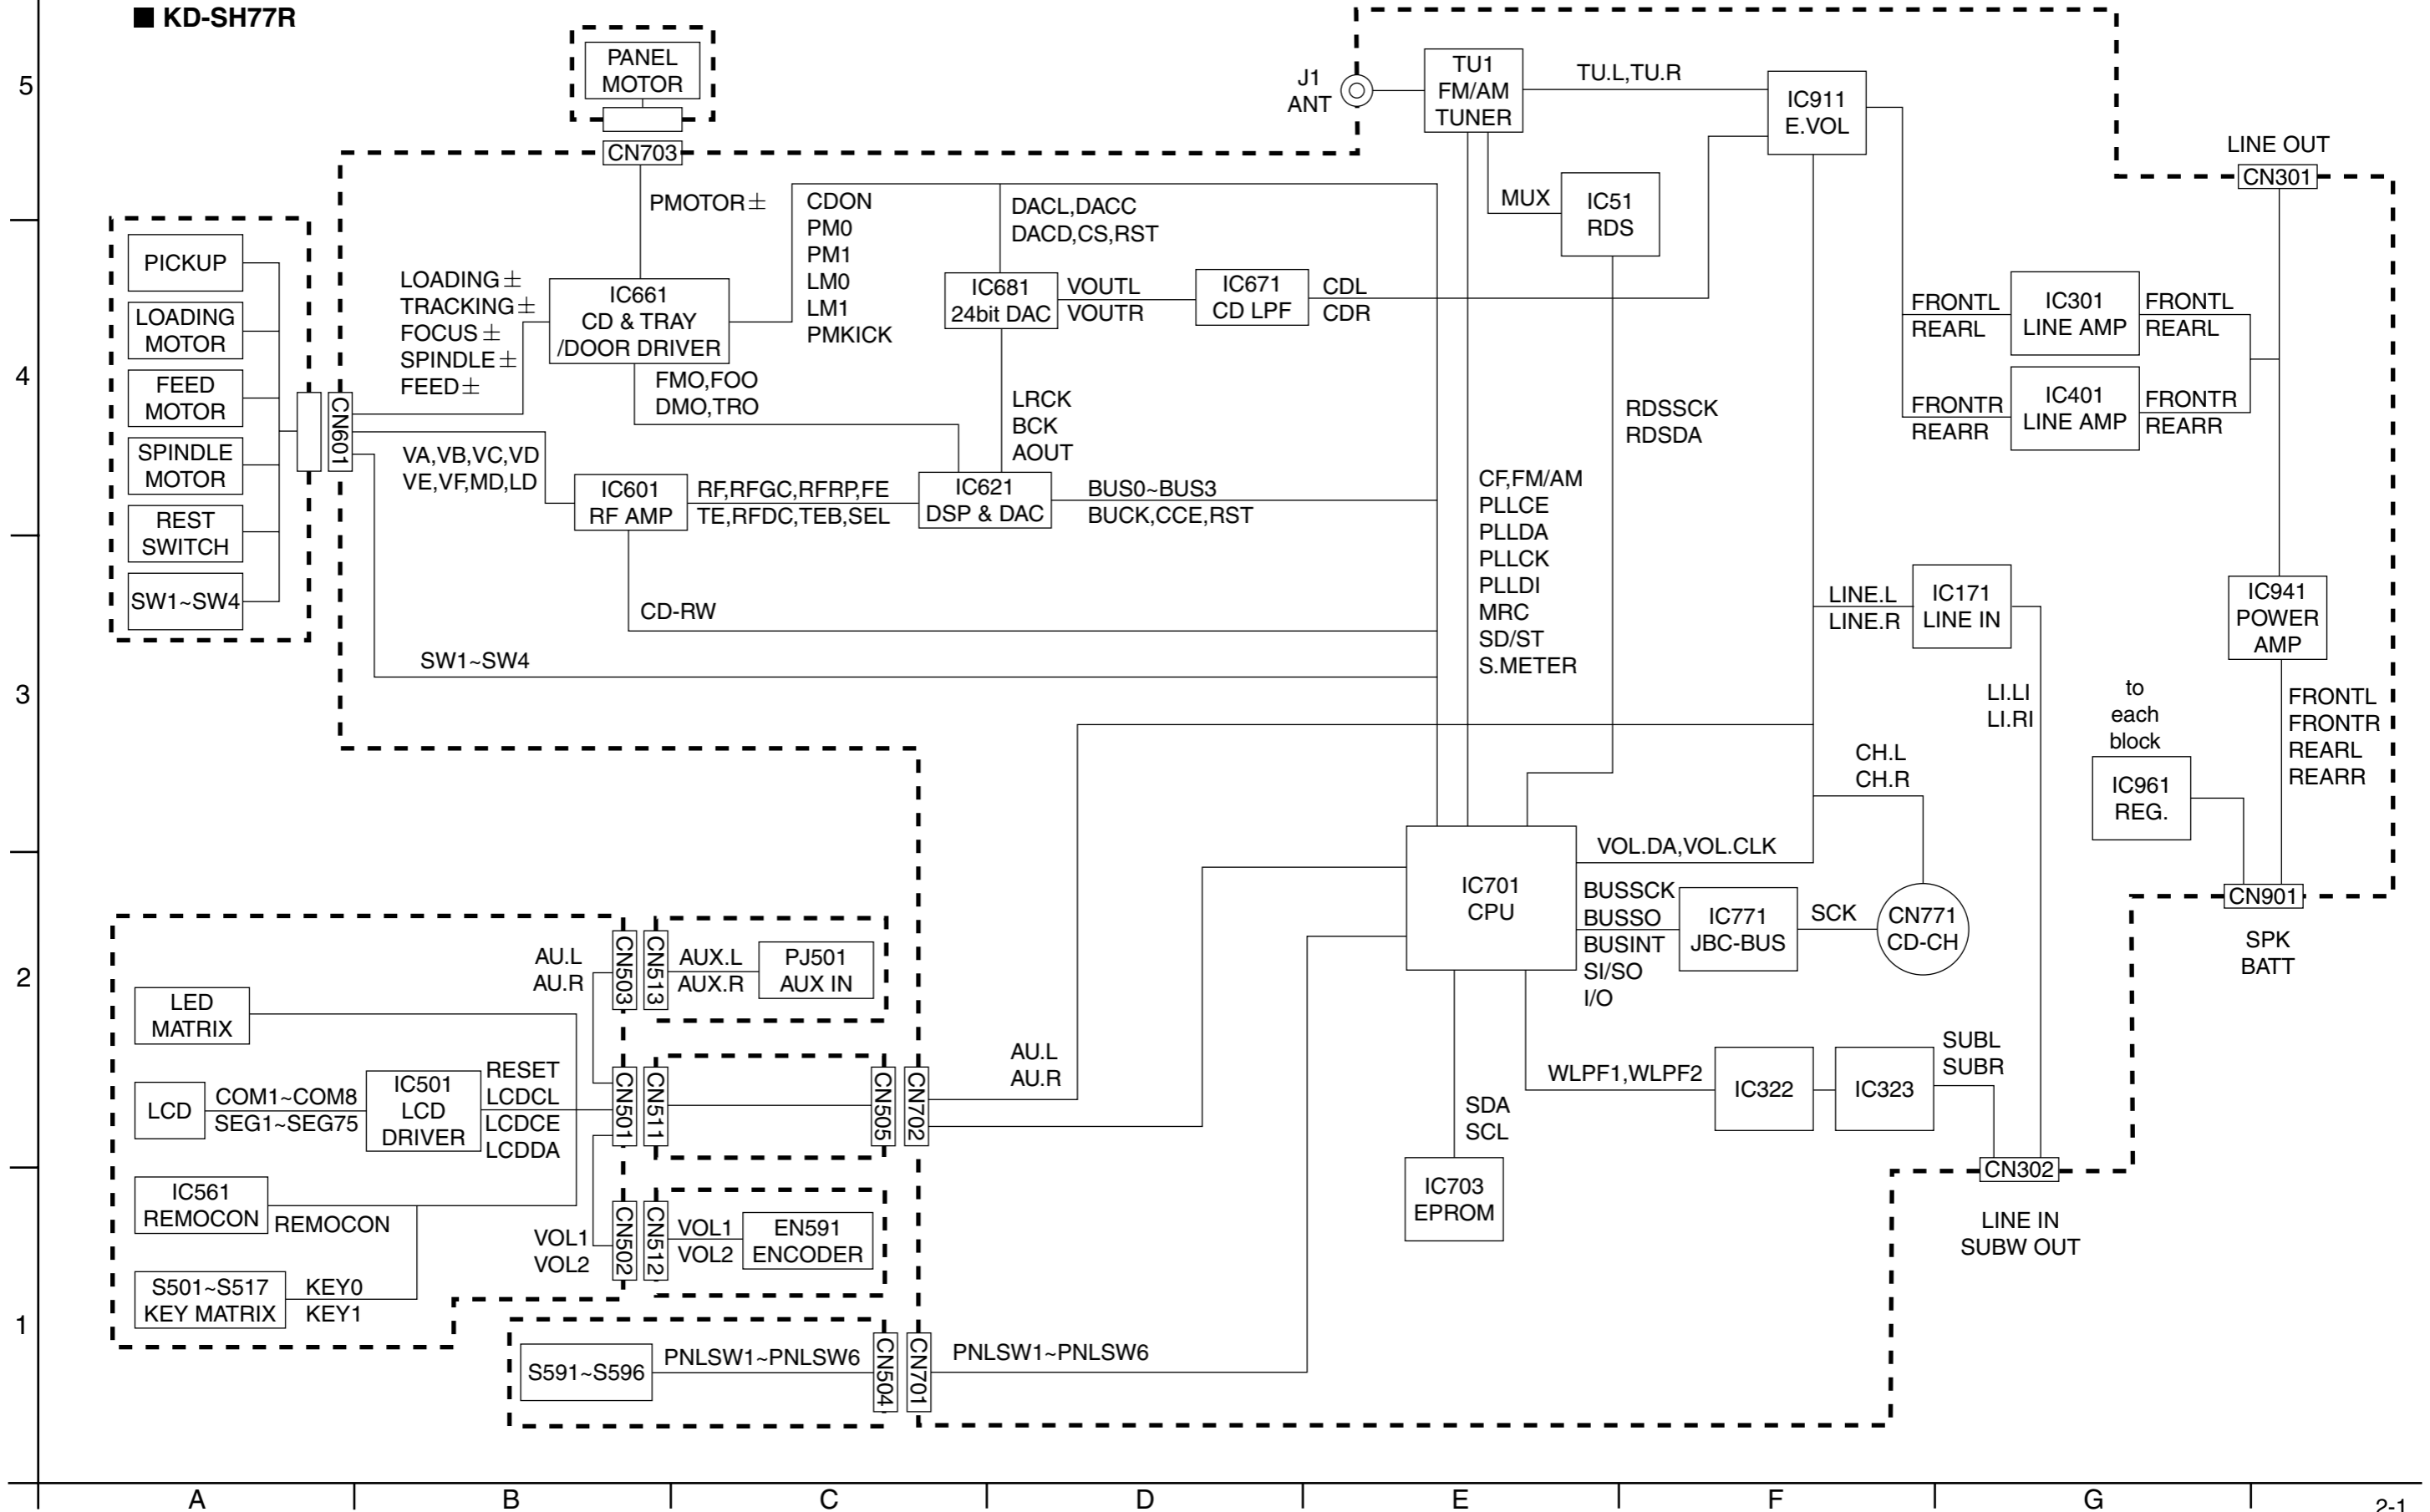 ■ KD-SH77R
PANEL
MOTOR
CN703
PMOTOR±
J1
ANT
TU1
FM/AM
TUNER
TU.L,TU.R
IC911
E.VOL
MUX
IC51
RDS
LINE OUT
CN301
PICKUP
LOADING
MOTOR
FEED
MOTOR
SPINDLE
MOTOR
REST
SWITCH
SW1~SW4
CN601
LOADING±
TRACKING±
FOCUS±
SPINDLE±
FEED±
IC661
CD & TRAY
/DOOR DRIVER
CDON
PM0
PM1
LM0
LM1
PMKICK
DACL,DACC
DACD,CS,RST
IC681
24bit DAC
VOUTL
VOUTR
IC671
CD LPF
CDL
CDR
FMO,FOO
DMO,TRO
LRCK
BCK
AOUT
VA,VB,VC,VD
VE,VF,MD,LD
IC601
RF AMP
RF,RFGC,RFRP,FE
TE,RFDC,TEB,SEL
IC621
DSP & DAC
BUS0~BUS3
BUCK,CCE,RST
CD-RW
SW1~SW4
RDSSCK
RDSDA
CF,FM/AM
PLLCE
PLLDA
PLLCK
PLLDI
MRC
SD/ST
S.METER
FRONTL
REARL
IC301
LINE AMP
FRONTL
REARL
FRONTR
REARR
IC401
LINE AMP
FRONTR
REARR
LINE.L
LINE.R
IC171
LINE IN
IC941
POWER
AMP
LI.LI
LI.RI
to
each
block
IC961
REG.
FRONTL
FRONTR
REARL
REARR
CH.L
CH.R
IC701
CPU
VOL.DA,VOL.CLK
BUSSCK
BUSSO
BUSINT
SI/SO
I/O
IC771
JBC-BUS
SCK
CN771
CD-CH
CN901
SPK
BATT
AU.L
AU.R
CN503
CN513
AUX.L
AUX.R
PJ501
AUX IN
LED
MATRIX
LCD
COM1~COM8
SEG1~SEG75
IC501
LCD
DRIVER
RESET
LCDCL
LCDCE
LCDDA
CN501
CN511
CN505
CN702
AU.L
AU.R
SDA
SCL
WLPF1,WLPF2
IC322
IC323
SUBL
SUBR
CN302
LINE IN
SUBW OUT
IC703
EPROM
IC561
REMOCON
REMOCON
S501~S517
KEY MATRIX
KEY0
KEY1
VOL1
VOL2
CN502
CN512
VOL1
VOL2
EN591
ENCODER
S591~S596
PNLSW1~PNLSW6
CN504
CN701
PNLSW1~PNLSW6
5
4
3
2
1
A
B
C
D
E
F
G
2-1